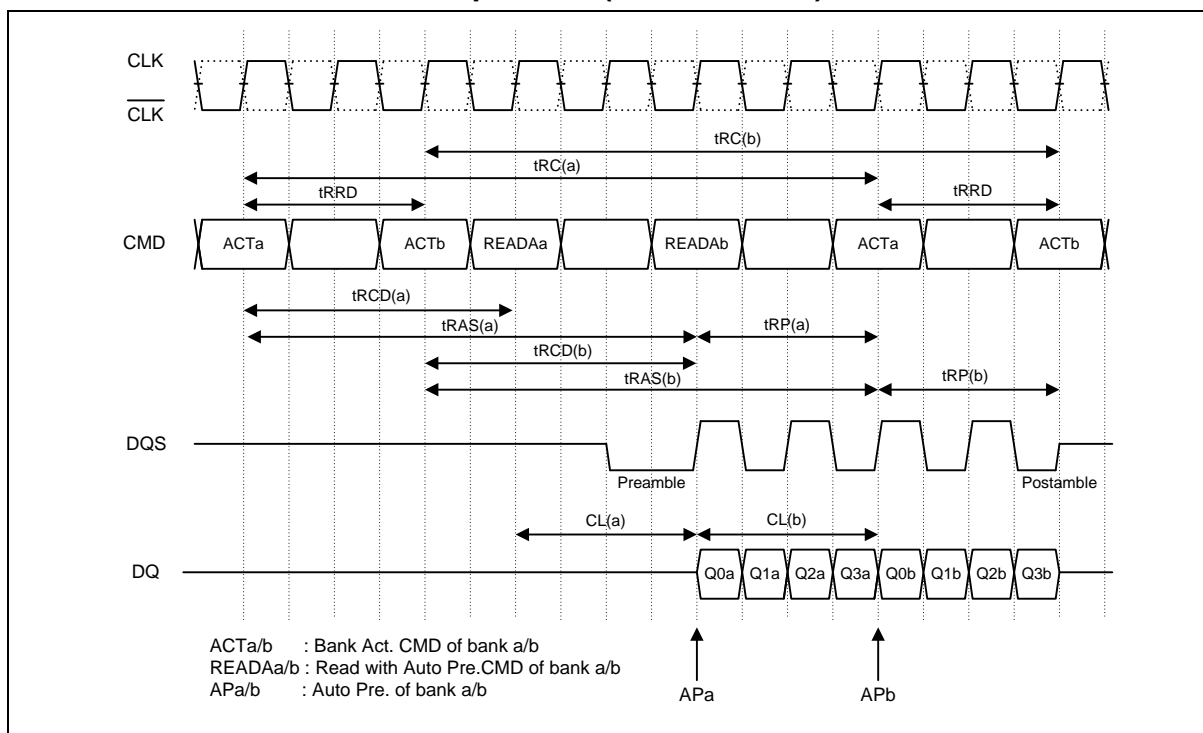 CLK
CLK
tRC(b)
tRC(a)
tRRD tRRD
CMD ACTa ACTb READAa READAb ACTa ACTb
tRCD(a)
tRAS(a) tRP(a)
tRCD(b)
tRAS(b) tRP(b)
DQS
Preamble Postamble
CL(a) CL(b)
DQ Q0a Q1a Q2a Q3a Q0b Q1b Q2b Q3b
ACTa/b : Bank Act. CMD of bank a/b
READAa/b : Read with Auto Pre.CMD of bank a/b
APa/b : Auto Pre. of bank a/b
APa APb